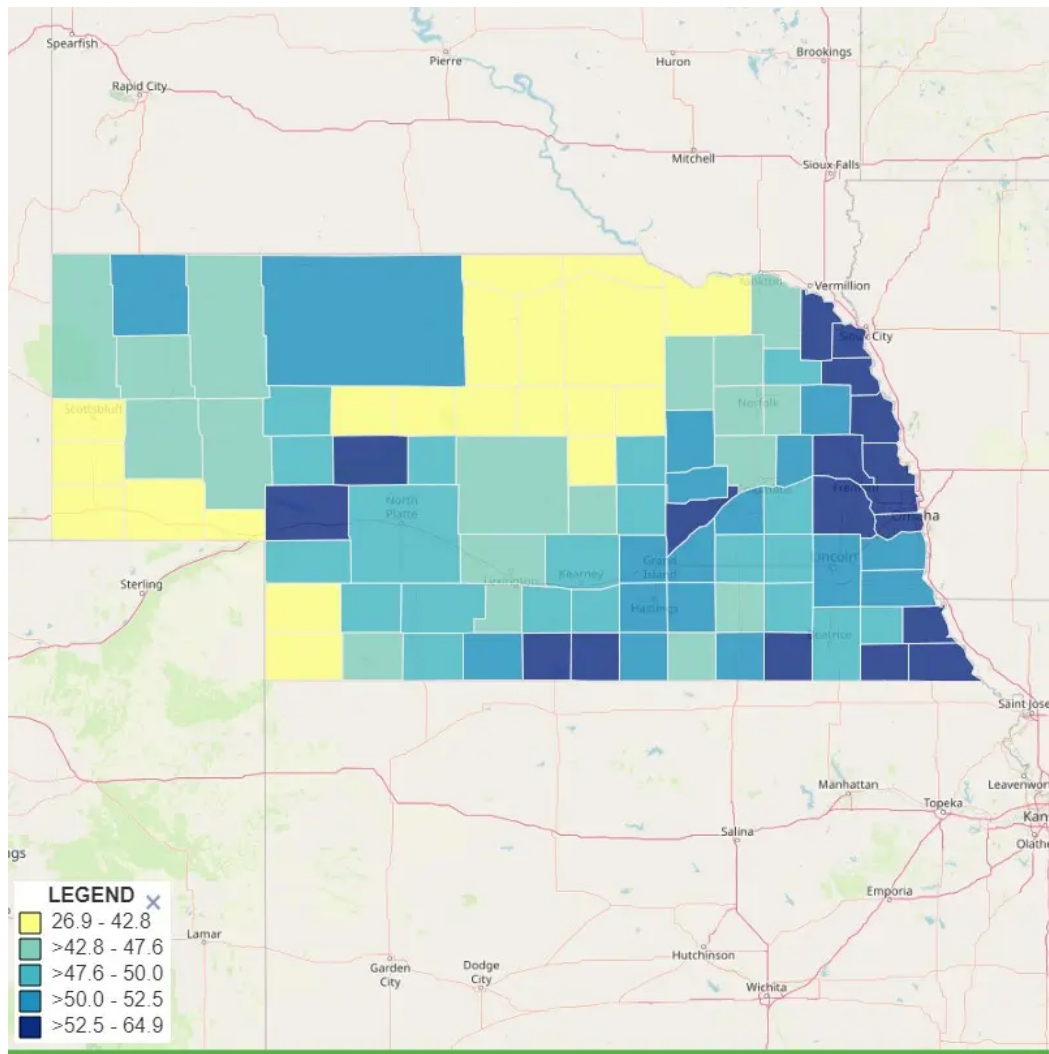 Spearfish
Pierre
Huron
Brookings
Rapid City
Mitchell
Sioux Falls
Yankton
Vermillion
Sioux City
Scottsbluff
Norfolk
North
Platte
Columbus
Fremont
Omaha
Grand
Island
Lincoln
Lexington
Kearney
Sterling
Hastings
Beatrice
Saint Jose
Manhattan
Leavenwor
Topeka
Kan
Salina
Olathe
ngs
Emporia
Lamar
Hutchinson
Garden
City
Dodge
City
Wichita
LEGEND ×
26.9 - 42.8
>42.8 - 47.6
>47.6 - 50.0
>50.0 - 52.5
>52.5 - 64.9